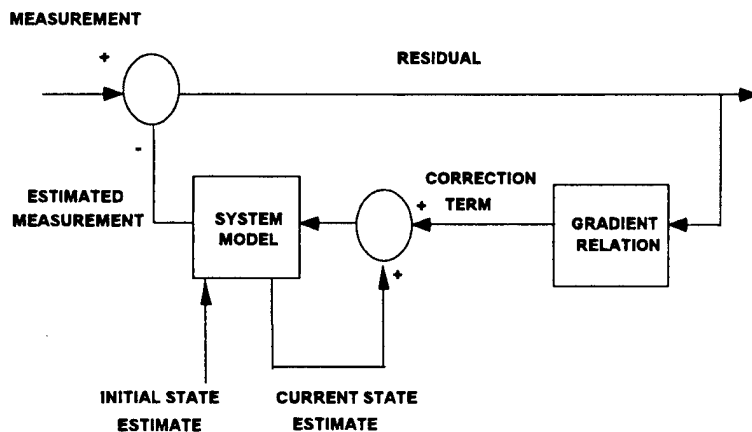 MEASUREMENT
+
RESIDUAL
-
ESTIMATED
MEASUREMENT
SYSTEM
MODEL
+
CORRECTION
TERM
GRADIENT
RELATION
+
INITIAL STATE
ESTIMATE
CURRENT STATE
ESTIMATE